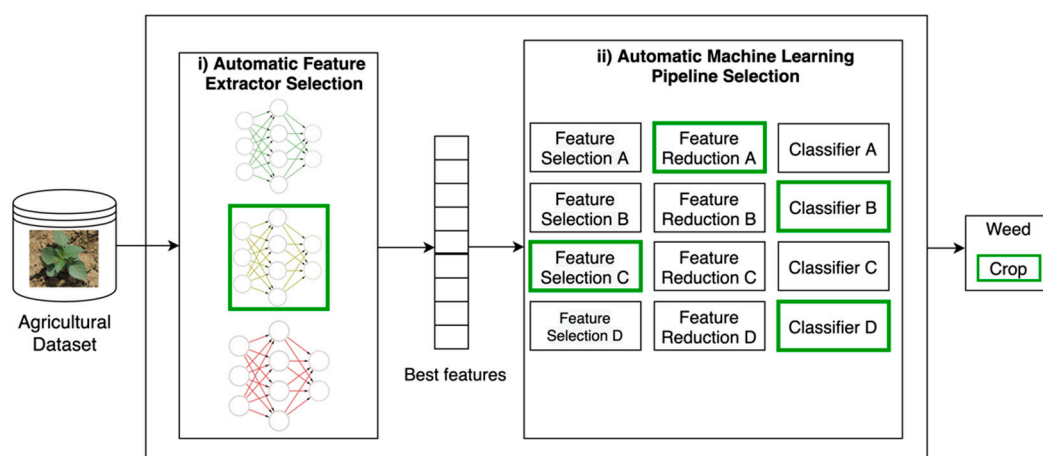 i) Automatic Feature
Extractor Selection
ii) Automatic Machine Learning
Pipeline Selection
Feature
Selection A
Feature
Reduction A
Classifier A
Feature
Selection B
Feature
Reduction B
Classifier B
Feature
Selection C
Feature
Reduction C
Classifier C
Feature
Selection D
Feature
Reduction D
Classifier D
Weed
Crop
Agricultural
Dataset
Best features